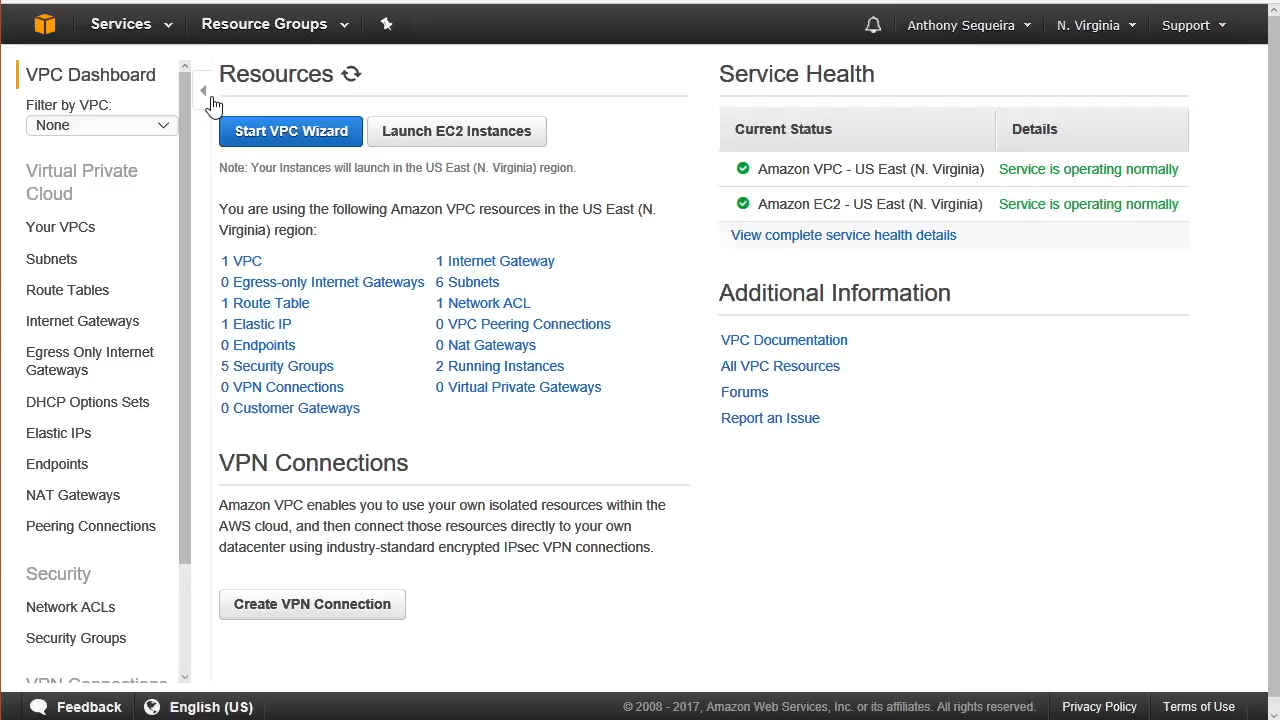 Services
Resource Groups
Anthony Sequeira
N. Virginia
Support
VPC Dashboard
Filter by VPC:
None
Virtual Private
Cloud
Your VPCs
Subnets
Route Tables
Internet Gateways
Egress Only Internet
Gateways
DHCP Options Sets
Elastic IPs
Endpoints
NAT Gateways
Peering Connections
Security
Network ACLs
Security Groups
VPN Connections
Resources
Start VPC Wizard
Launch EC2 Instances
Note: Your Instances will launch in the US East (N. Virginia) region.
You are using the following Amazon VPC resources in the US East (N.
Virginia) region:
1 VPC
1 Internet Gateway
0 Egress-only Internet Gateways
6 Subnets
1 Route Table
1 Network ACL
1 Elastic IP
0 VPC Peering Connections
0 Endpoints
0 Nat Gateways
5 Security Groups
2 Running Instances
0 VPN Connections
0 Virtual Private Gateways
0 Customer Gateways
VPN Connections
Amazon VPC enables you to use your own isolated resources within the
AWS cloud, and then connect those resources directly to your own
datacenter using industry-standard encrypted IPsec VPN connections.
Create VPN Connection
Service Health
Current Status
Details
Amazon VPC - US East (N. Virginia)
Service is operating normally
Amazon EC2 - US East (N. Virginia)
Service is operating normally
View complete service health details
Additional Information
VPC Documentation
All VPC Resources
Forums
Report an Issue
Feedback
English (US)
© 2008 - 2017, Amazon Web Services, Inc. or its affiliates. All rights reserved.
Privacy Policy
Terms of Use